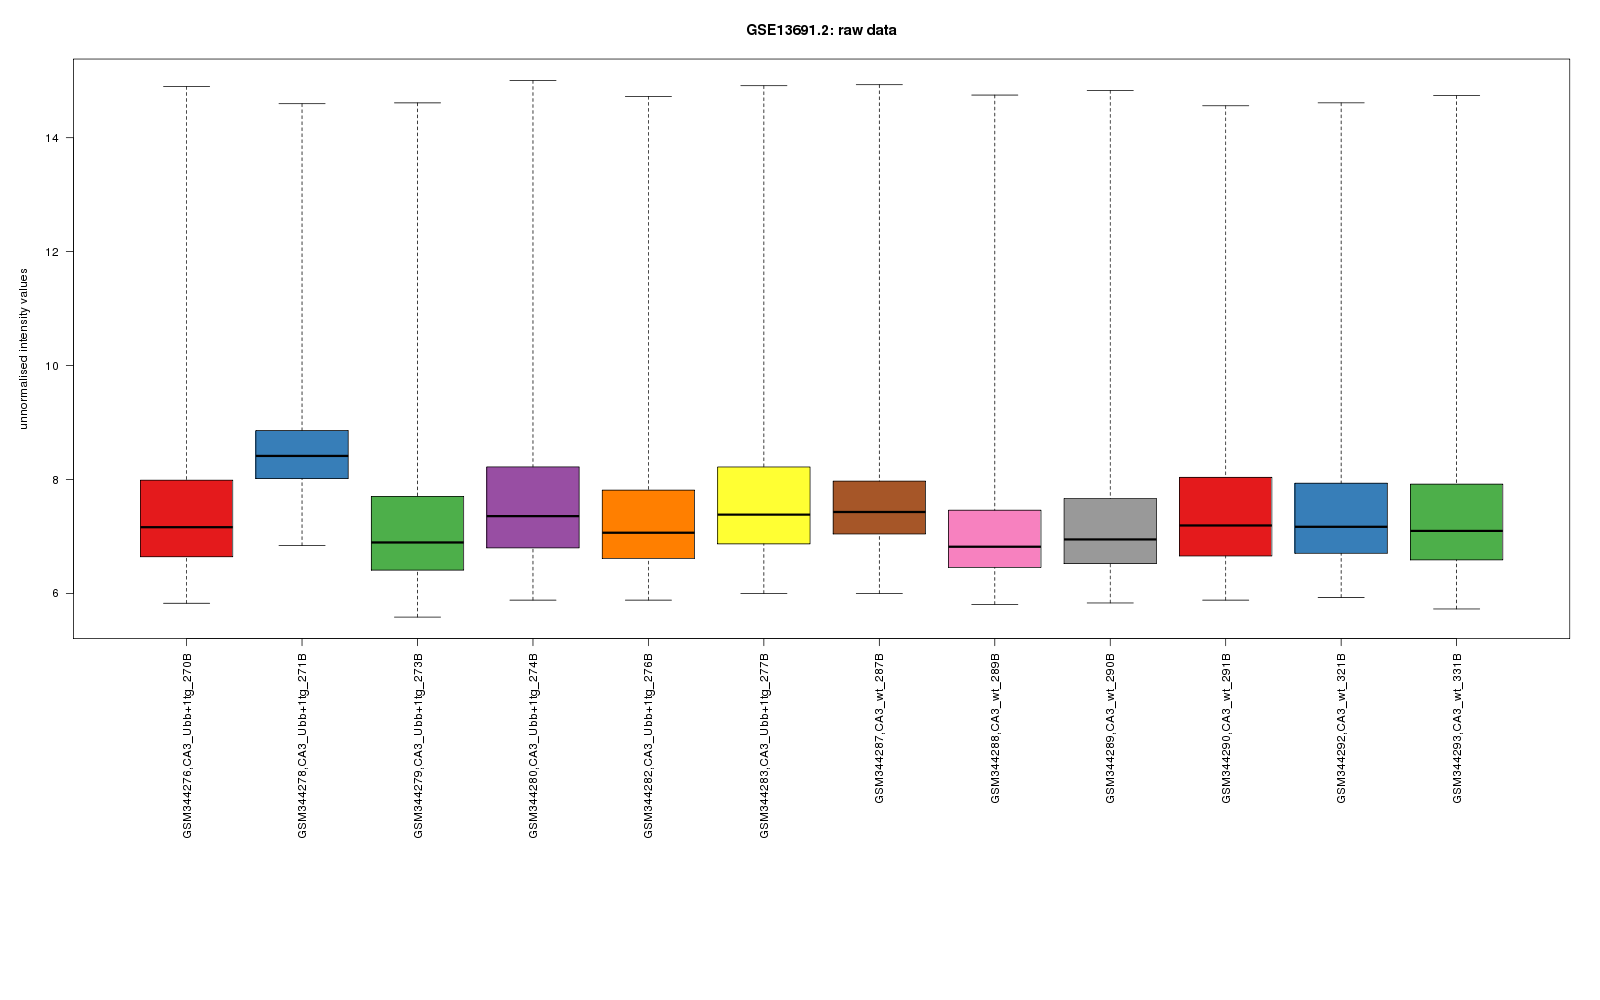 GSE13691.2: raw data
unnormalised intensity values
14
12
10
8
6
GSM344276,CA3_Ubb+1tg_270B
GSM344278,CA3_Ubb+1tg_271B
GSM344279,CA3_Ubb+1tg_273B
GSM344280,CA3_Ubb+1tg_274B
GSM344282,CA3_Ubb+1tg_276B
GSM344283,CA3_Ubb+1tg_277B
GSM344287,CA3_wt_287B
GSM344288,CA3_wt_289B
GSM344289,CA3_wt_290B
GSM344290,CA3_wt_291B
GSM344292,CA3_wt_321B
GSM344293,CA3_wt_331B